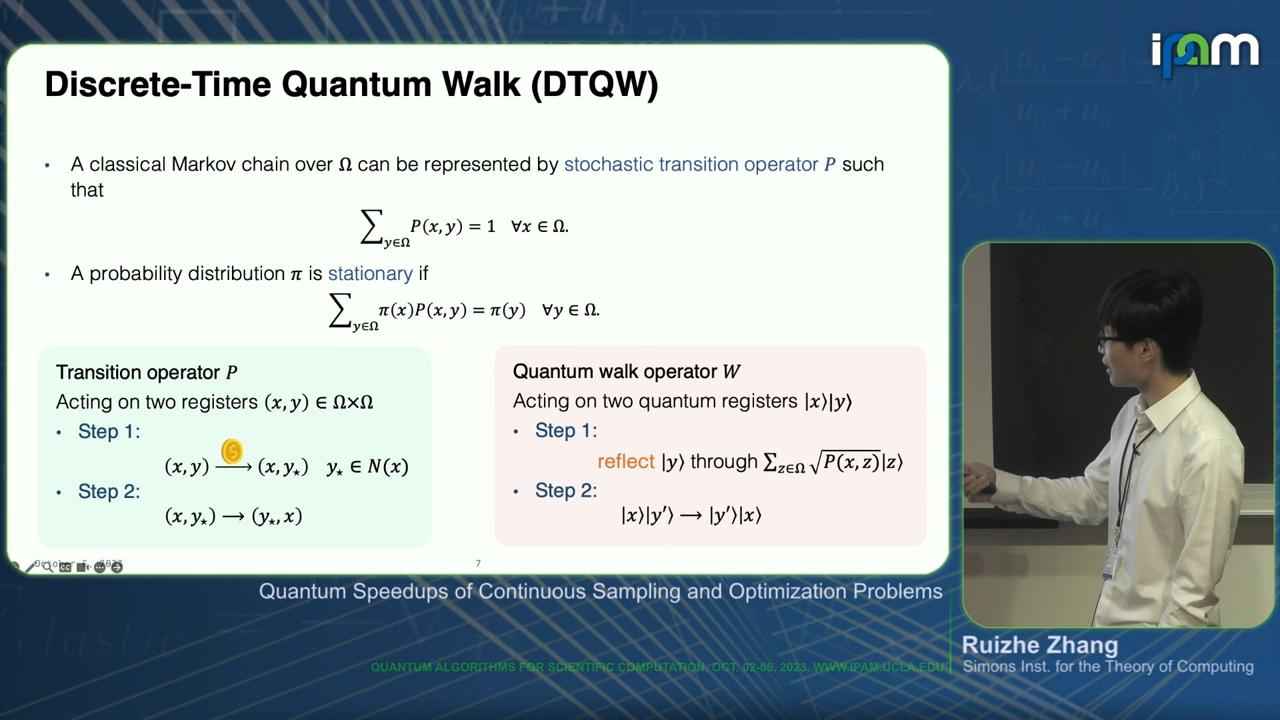 ipam
Discrete-Time Quantum Walk (DTQW)
• A classical Markov chain over Ω can be represented by stochastic transition operator P such
that
∑_{y∈Ω} P(x, y) = 1 ∀x ∈ Ω.
• A probability distribution π is stationary if
∑_{y∈Ω} π(x)P(x, y) = π(y) ∀y ∈ Ω.
Transition operator P
Acting on two registers (x, y) ∈ Ω×Ω
• Step 1:
(x, y) ⟶ (x, y⋆) y⋆ ∈ N(x)
• Step 2:
(x, y⋆) ⟶ (y⋆, x)
Quantum walk operator W
Acting on two quantum registers |x⟩|y⟩
• Step 1:
reflect |y⟩ through ∑_{z∈Ω} √P(x, z)|z⟩
• Step 2:
|x⟩|y′⟩ ⟶ |y′⟩|x⟩
7
Quantum Speedups of Continuous Sampling and Optimization Problems
Ruizhe Zhang
Simons Inst. for the Theory of Computing
QUANTUM ALGORITHMS FOR SCIENTIFIC COMPUTATION, OCT. 02-06, 2023, WWW.IPAM.UCLA.EDU